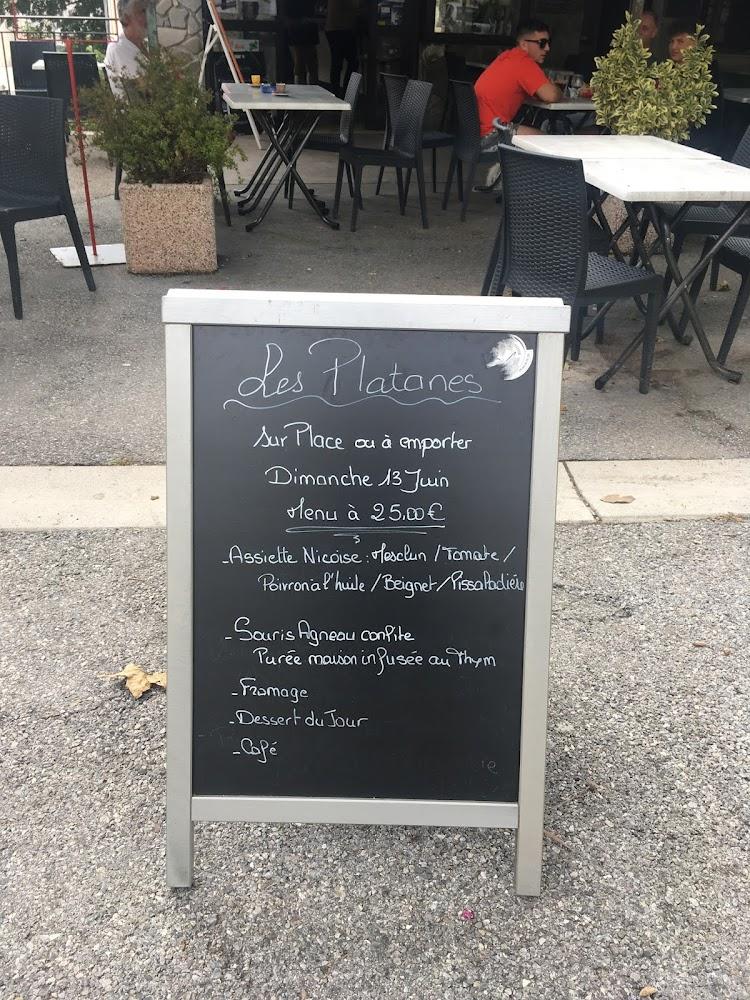 Les Platanes
Sur Place ou à emporter
Dimanche 13 Juin
Menu à 25,00€
- Assiette Niçoise : Mesclun / Tomate /
Poivron à l'huile / Beignet / Pissaladière
- Souris Agneau confite
Purée maison infusée au Thym
- Fromage
- Dessert du Jour
- Café